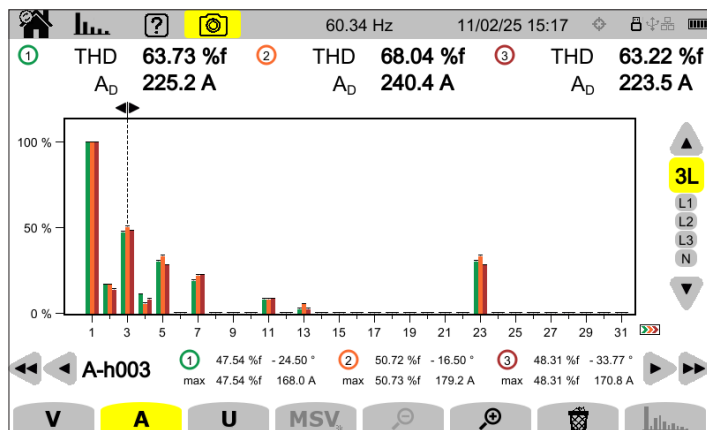 ? 60.34 Hz 11/02/25 15:17
1 THD 63.73 %f 2 THD 68.04 %f 3 THD 63.22 %f
AD 225.2 A AD 240.4 A AD 223.5 A
100 %
50 %
0 %
1 3 5 7 9 11 13 15 17 19 21 23 25 27 29 31
3L
L1
L2
L3
N
A-h003 1 47.54 %f - 24.50 ° 2 50.72 %f - 16.50 ° 3 48.31 %f - 33.77 °
max 47.54 %f 168.0 A max 50.73 %f 179.2 A max 48.31 %f 170.8 A
V A U MSV